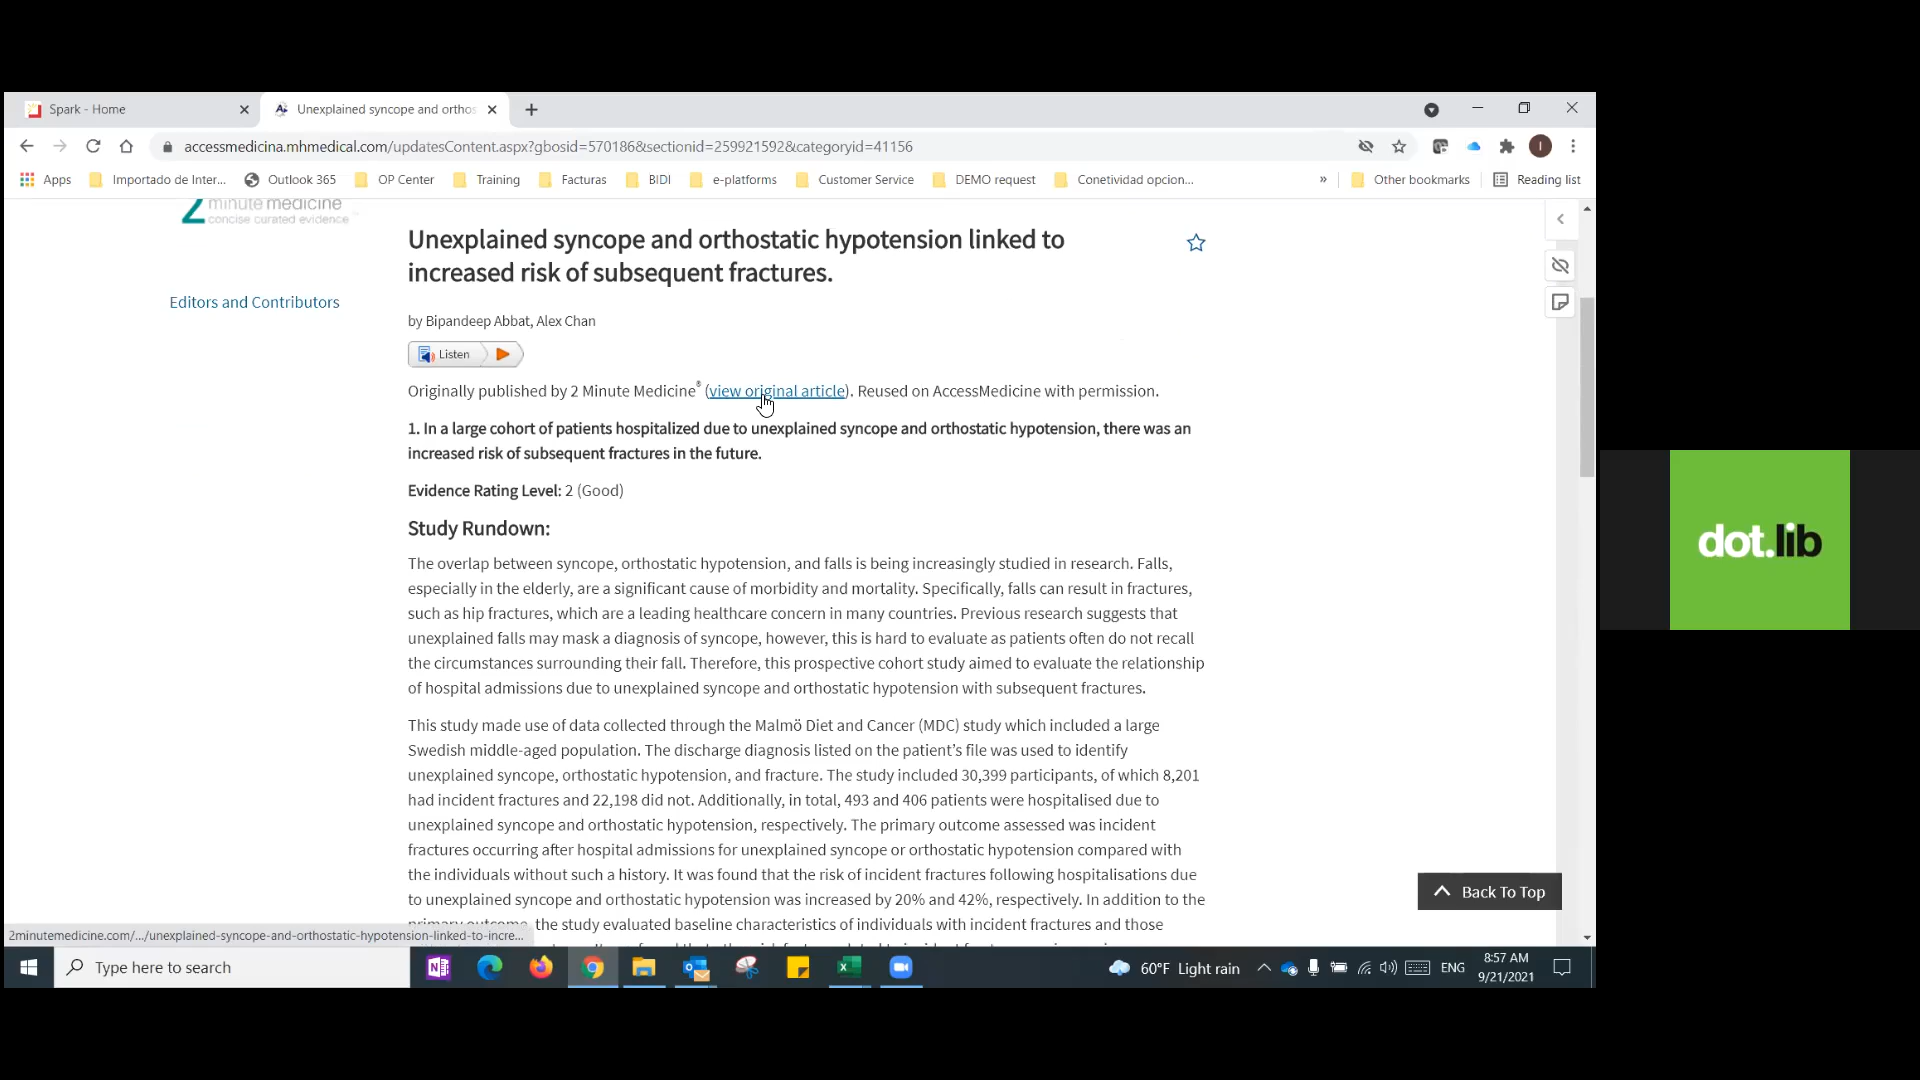 Spark - Home
Unexplained syncope and orthos
accessmedicina.mhmedical.com/updatesContent.aspx?gbosid=570186&sectionid=259921592&categoryid=41156
Apps Importado de Inter... Outlook 365 OP Center Training Facturas BIDI e-platforms Customer Service DEMO request Conetividad opcion... » Other bookmarks Reading list
2 minute medicine
concise curated evidence
Editors and Contributors
Unexplained syncope and orthostatic hypotension linked to
increased risk of subsequent fractures.
by Bipandeep Abbat, Alex Chan
Listen
Originally published by 2 Minute Medicine® (view original article). Reused on AccessMedicine with permission.
1. In a large cohort of patients hospitalized due to unexplained syncope and orthostatic hypotension, there was an
increased risk of subsequent fractures in the future.
Evidence Rating Level: 2 (Good)
Study Rundown:
The overlap between syncope, orthostatic hypotension, and falls is being increasingly studied in research. Falls,
especially in the elderly, are a significant cause of morbidity and mortality. Specifically, falls can result in fractures,
such as hip fractures, which are a leading healthcare concern in many countries. Previous research suggests that
unexplained falls may mask a diagnosis of syncope, however, this is hard to evaluate as patients often do not recall
the circumstances surrounding their fall. Therefore, this prospective cohort study aimed to evaluate the relationship
of hospital admissions due to unexplained syncope and orthostatic hypotension with subsequent fractures.
This study made use of data collected through the Malmö Diet and Cancer (MDC) study which included a large
Swedish middle-aged population. The discharge diagnosis listed on the patient's file was used to identify
unexplained syncope, orthostatic hypotension, and fracture. The study included 30,399 participants, of which 8,201
had incident fractures and 22,198 did not. Additionally, in total, 493 and 406 patients were hospitalised due to
unexplained syncope and orthostatic hypotension, respectively. The primary outcome assessed was incident
fractures occurring after hospital admissions for unexplained syncope or orthostatic hypotension compared with
the individuals without such a history. It was found that the risk of incident fractures following hospitalisations due
to unexplained syncope and orthostatic hypotension was increased by 20% and 42%, respectively. In addition to the
primary outcome, the study evaluated baseline characteristics of individuals with incident fractures and those
Back To Top
2minutemedicine.com/.../unexplained-syncope-and-orthostatic-hypotension-linked-to-incre...
Type here to search
60°F Light rain
ENG
8:57 AM
9/21/2021
dot.lib